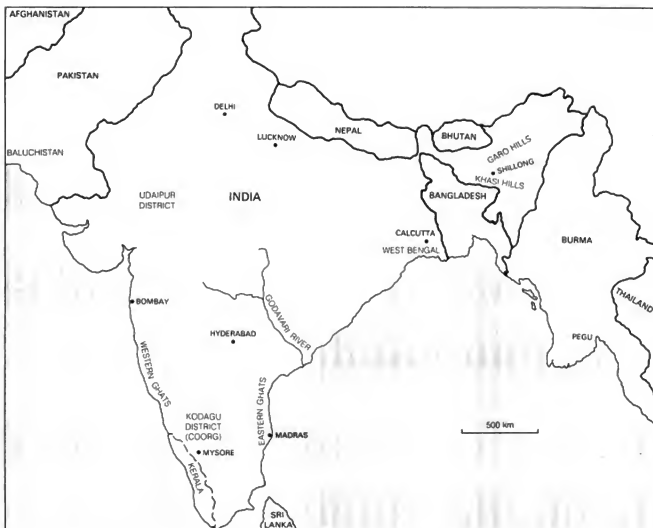 AFGHANISTAN
PAKISTAN
DELHI
LUCKNOW
NEPAL
BHUTAN
GARO HILLS
SHILLONG
KHASI HILLS
BALUCHISTAN
UDAIPUR
DISTRICT
INDIA
BANGLADESH
CALCUTTA
WEST BENGAL
BURMA
THAILAND
BOMBAY
GODAVARI RIVER
HYDERABAD
PEGU
WESTERN GHATS
EASTERN GHATS
KODAGU
DISTRICT
(COORG)
MADRAS
500 km
MYSORE
KERALA
SRI
LANKA